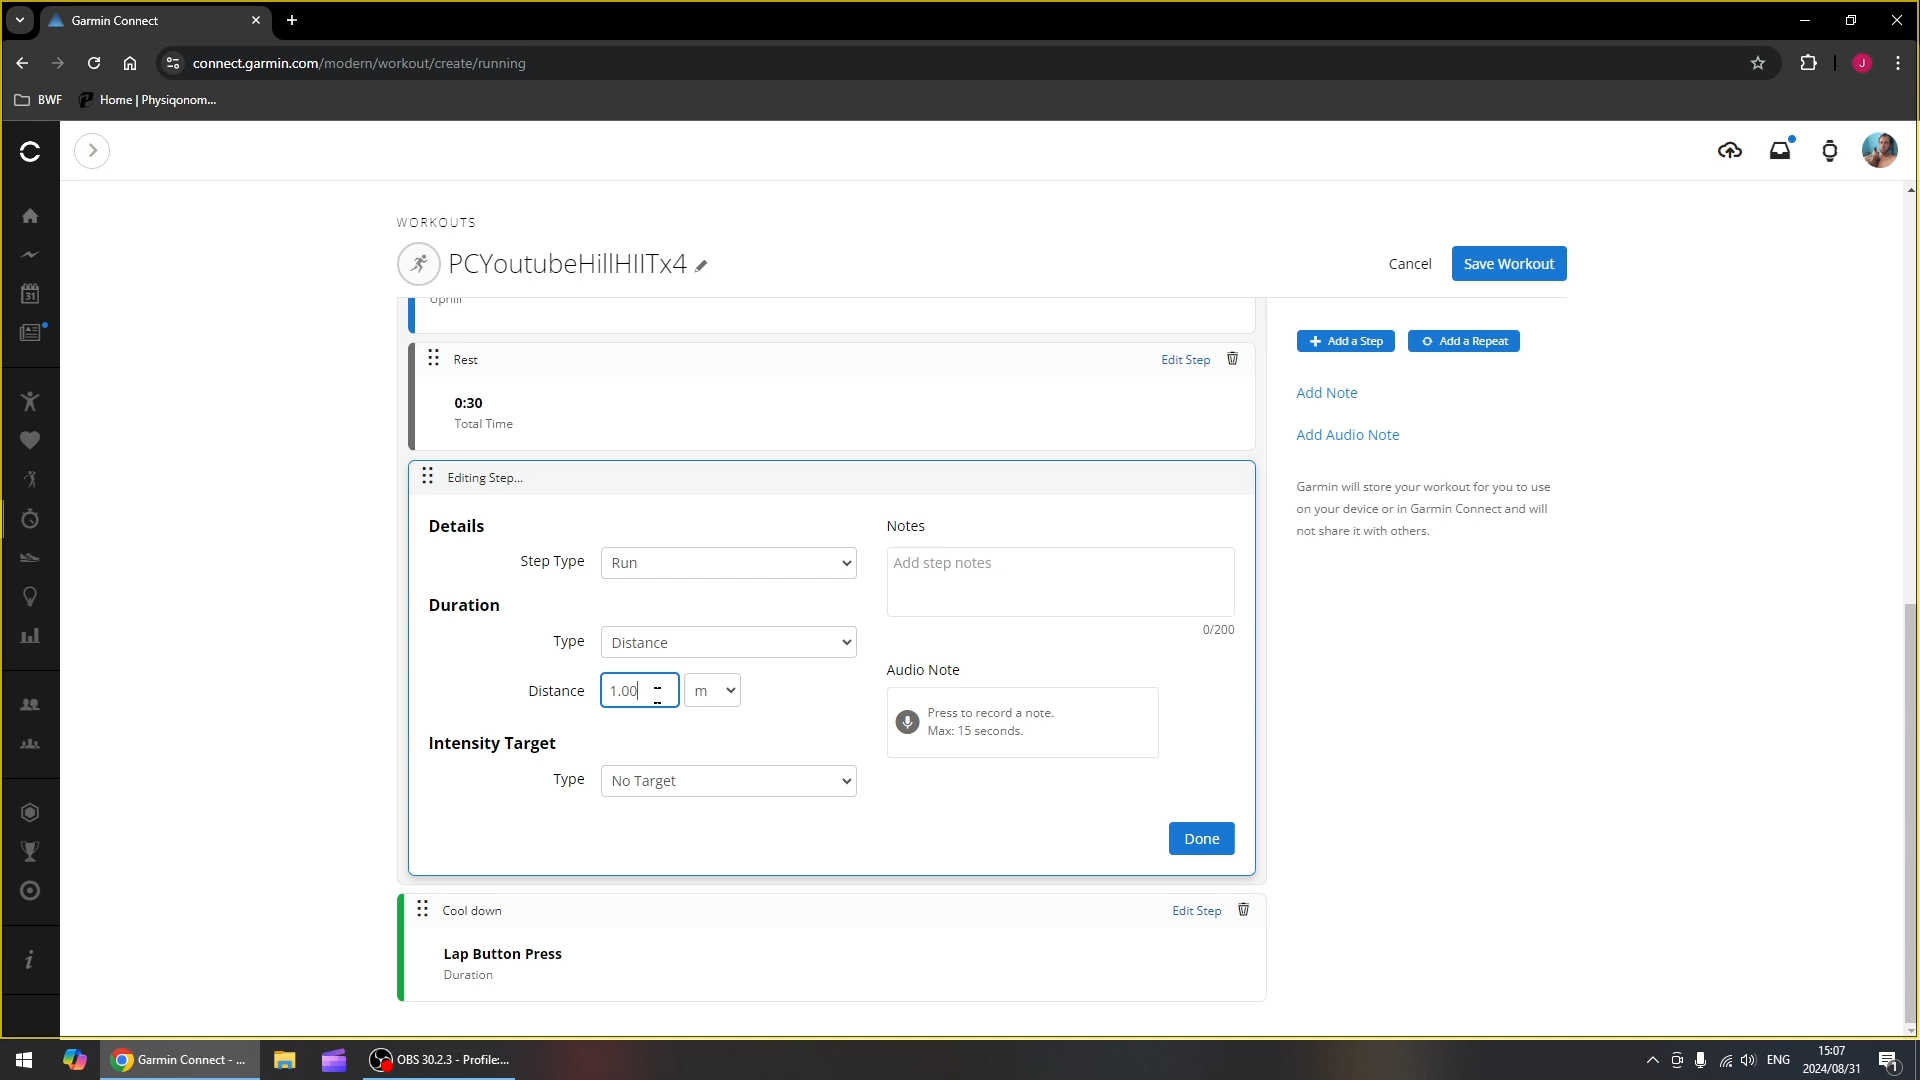 Garmin Connect
connect.garmin.com/modern/workout/create/running
J
BWF
Home | Physiqonom...
WORKOUTS
PCYoutubeHillHIITx4
Cancel
Save Workout
Uphill
Add a Step
Add a Repeat
Rest
Edit Step
0:30
Total Time
Add Note
Add Audio Note
Garmin will store your workout for you to use
on your device or in Garmin Connect and will
not share it with others.
Editing Step...
Details
Step Type
Run
Duration
Type
Distance
Distance
1.00
m
Intensity Target
Type
No Target
Notes
Add step notes
0/200
Audio Note
Press to record a note.
Max: 15 seconds.
Done
Cool down
Edit Step
Lap Button Press
Duration
31
Garmin Connect - ...
OBS 30.2.3 - Profile:...
ENG
15:07
2024/08/31
1